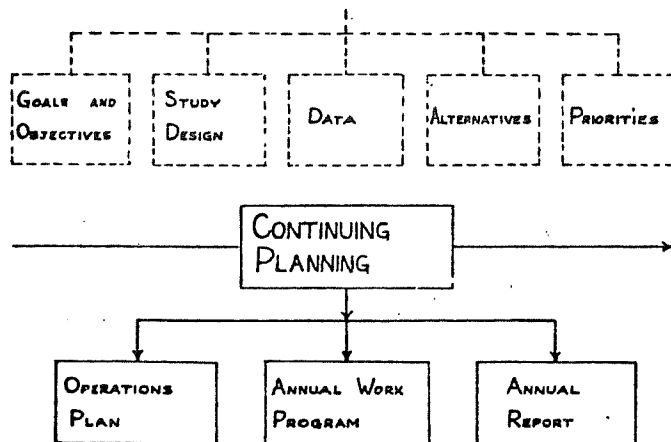 GOALS AND
OBJECTIVES
STUDY
DESIGN
DATA
ALTERNATIVES
PRIORITIES
CONTINUING
PLANNING
OPERATIONS
PLAN
ANNUAL WORK
PROGRAM
ANNUAL
REPORT